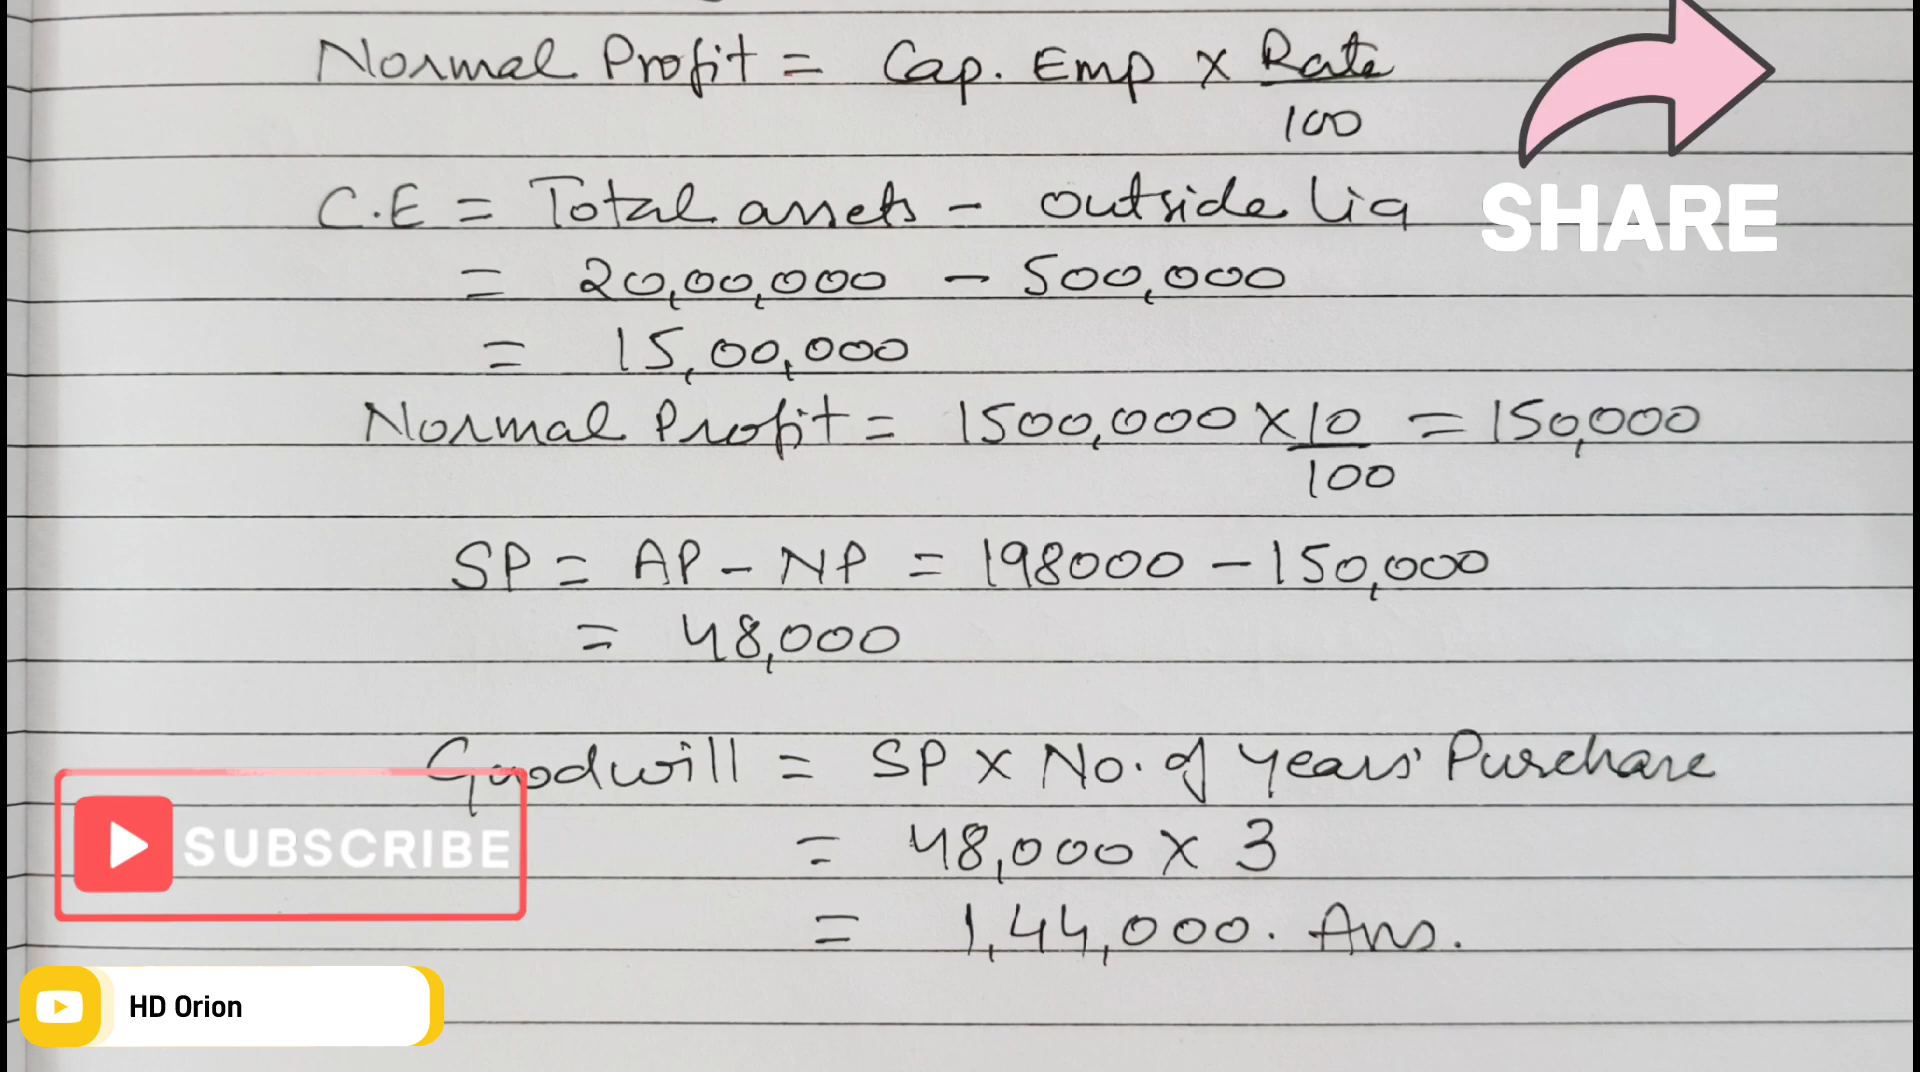 Normal Profit = Cap. Emp x Rate
100
C.E = Total assets - outside Liq
= 20,00,000 - 500,000
= 15,00,000
Normal Profit = 1500,000 x 10 = 150,000
100
SP = AP - NP = 198000 - 150,000
= 48,000
Goodwill = SP x No. of Years' Purchase
= 48,000 x 3
= 1,44,000. Ans.
SHARE
SUBSCRIBE
HD Orion